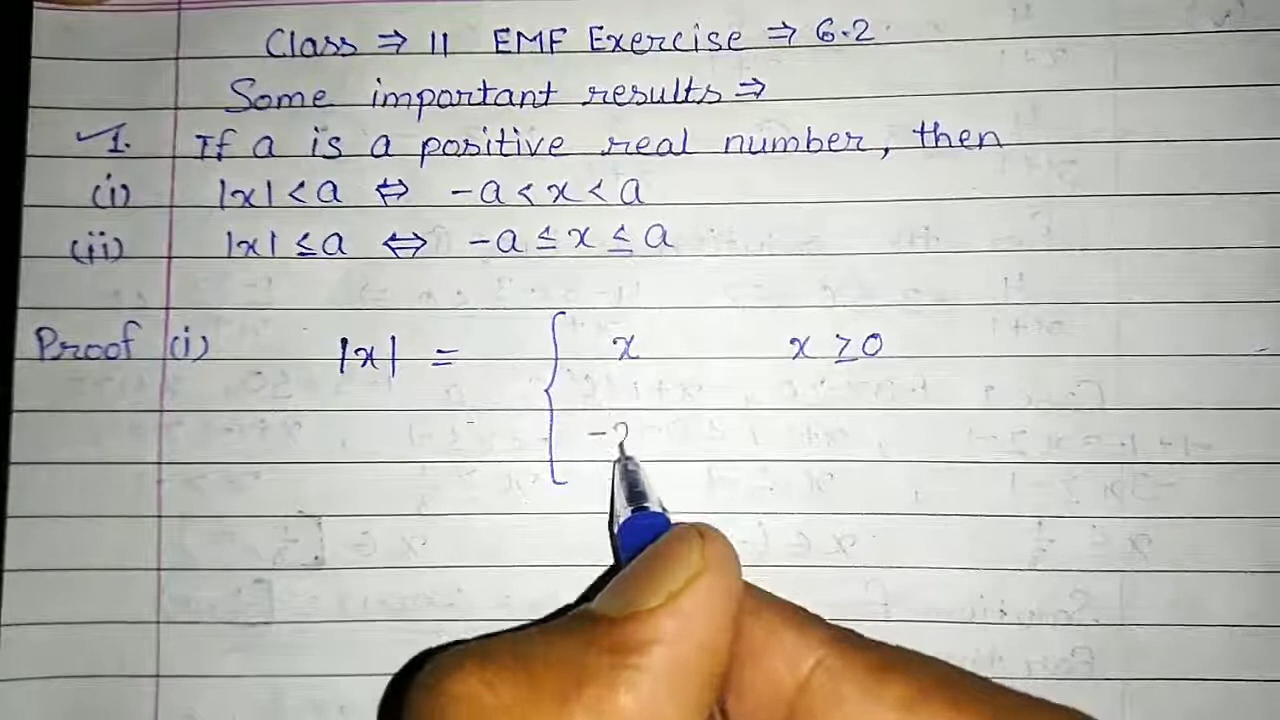 Class ⇒ 11 EMF Exercise ⇒ 6.2
Some important results ⇒
1. If a is a positive real number, then
(i) |x| < a ⇔ -a < x < a
(ii) |x| ≤ a ⇔ -a ≤ x ≤ a
Proof (i) |x| = { x x ≥ 0
-